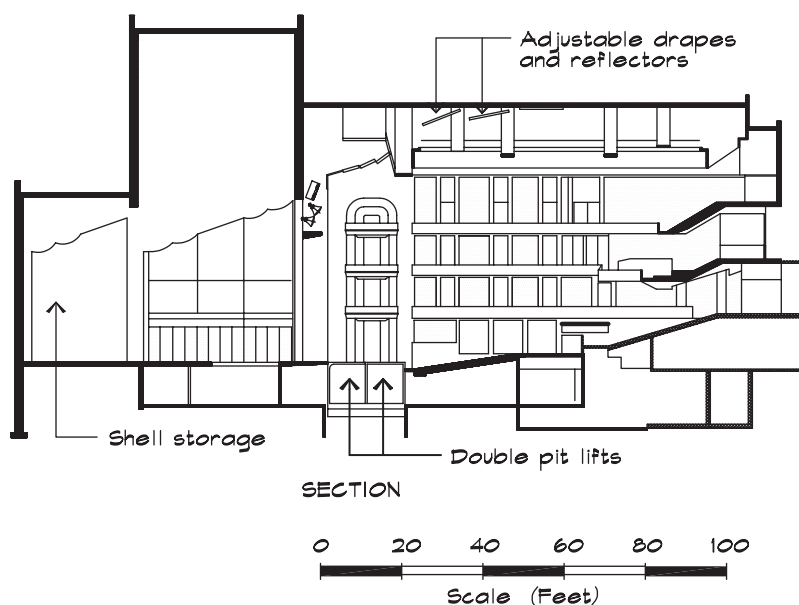 Adjustable drapes
and reflectors
Shell storage
Double pit lifts
SECTION
0 20 40 60 80 100
Scale (Feet)